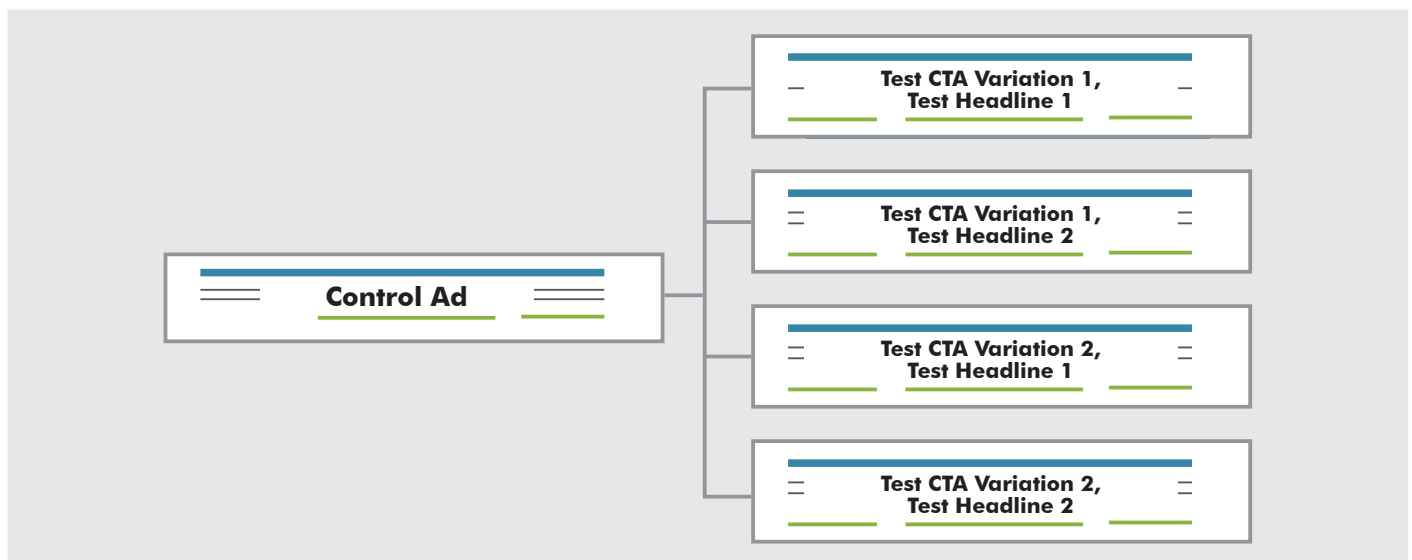 Control Ad
Test CTA Variation 1,
Test Headline 1
Test CTA Variation 1,
Test Headline 2
Test CTA Variation 2,
Test Headline 1
Test CTA Variation 2,
Test Headline 2